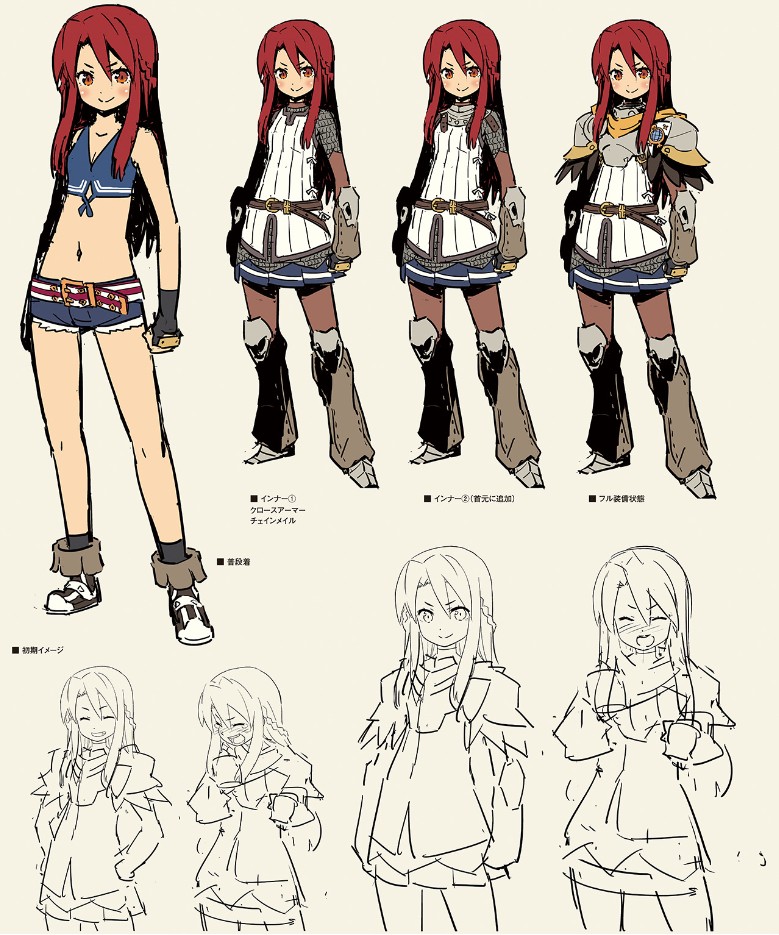 ■ インナー①
クロースアーマー
チェインメイル
■ インナー②（首元に追加）
■ フル装備状態
■ 普段着
■ 初期イメージ